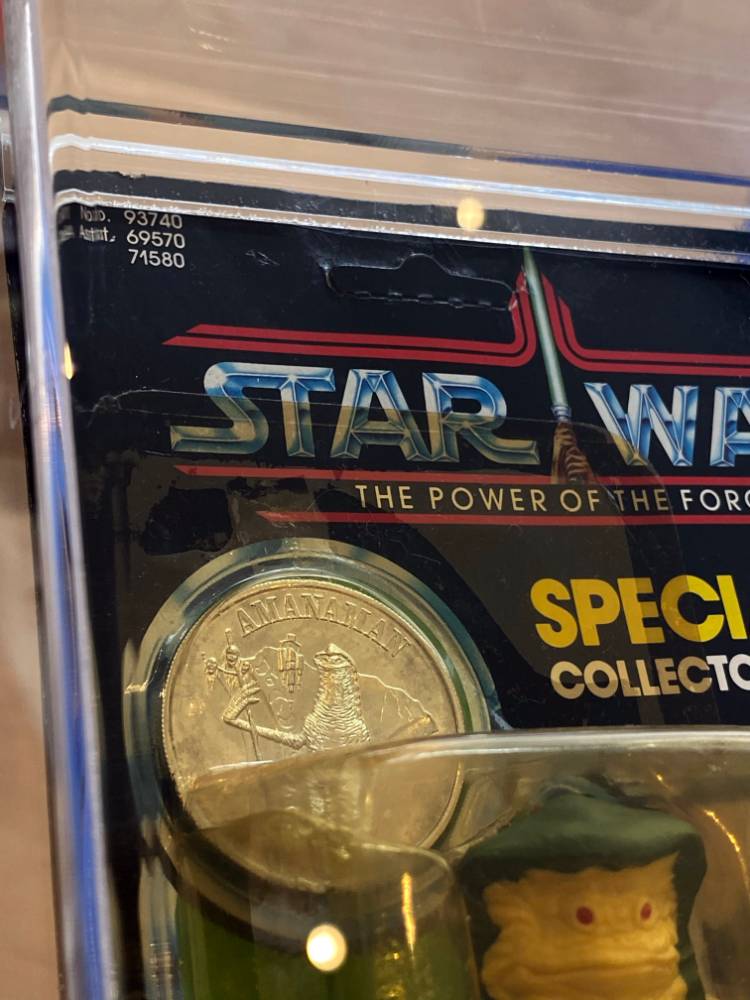 No. 93740
Asst. 69570
71580
STAR WA
THE POWER OF THE FORC
SPECI
COLLECTO
AMANAMAN